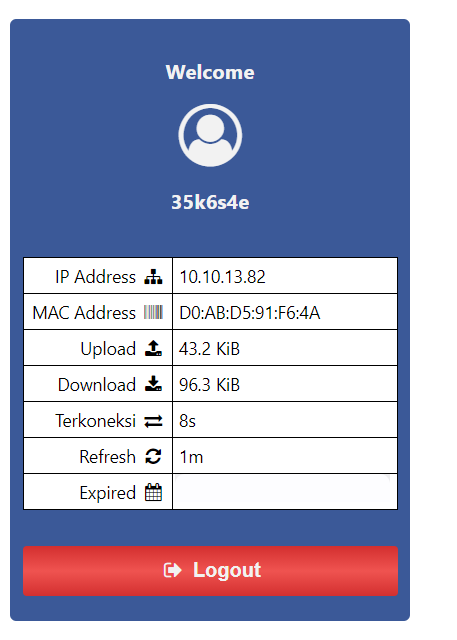 Welcome
35k6s4e
IP Address 10.10.13.82
MAC Address D0:AB:D5:91:F6:4A
Upload 43.2 KiB
Download 96.3 KiB
Terkoneksi 8s
Refresh 1m
Expired
Logout